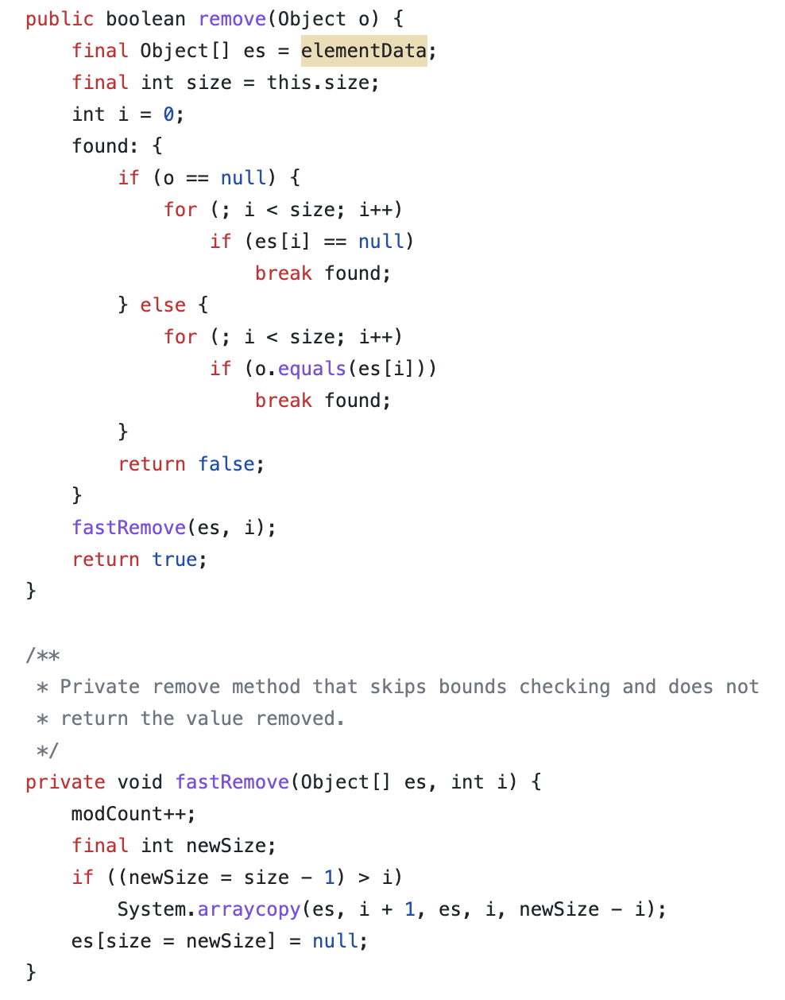 public boolean remove(Object o) {
    final Object[] es = elementData;
    final int size = this.size;
    int i = 0;
    found: {
        if (o == null) {
            for (; i < size; i++)
                if (es[i] == null)
                    break found;
        } else {
            for (; i < size; i++)
                if (o.equals(es[i]))
                    break found;
        }
        return false;
    }
    fastRemove(es, i);
    return true;
}

/**
 * Private remove method that skips bounds checking and does not
 * return the value removed.
 */
private void fastRemove(Object[] es, int i) {
    modCount++;
    final int newSize;
    if ((newSize = size - 1) > i)
        System.arraycopy(es, i + 1, es, i, newSize - i);
    es[size = newSize] = null;
}